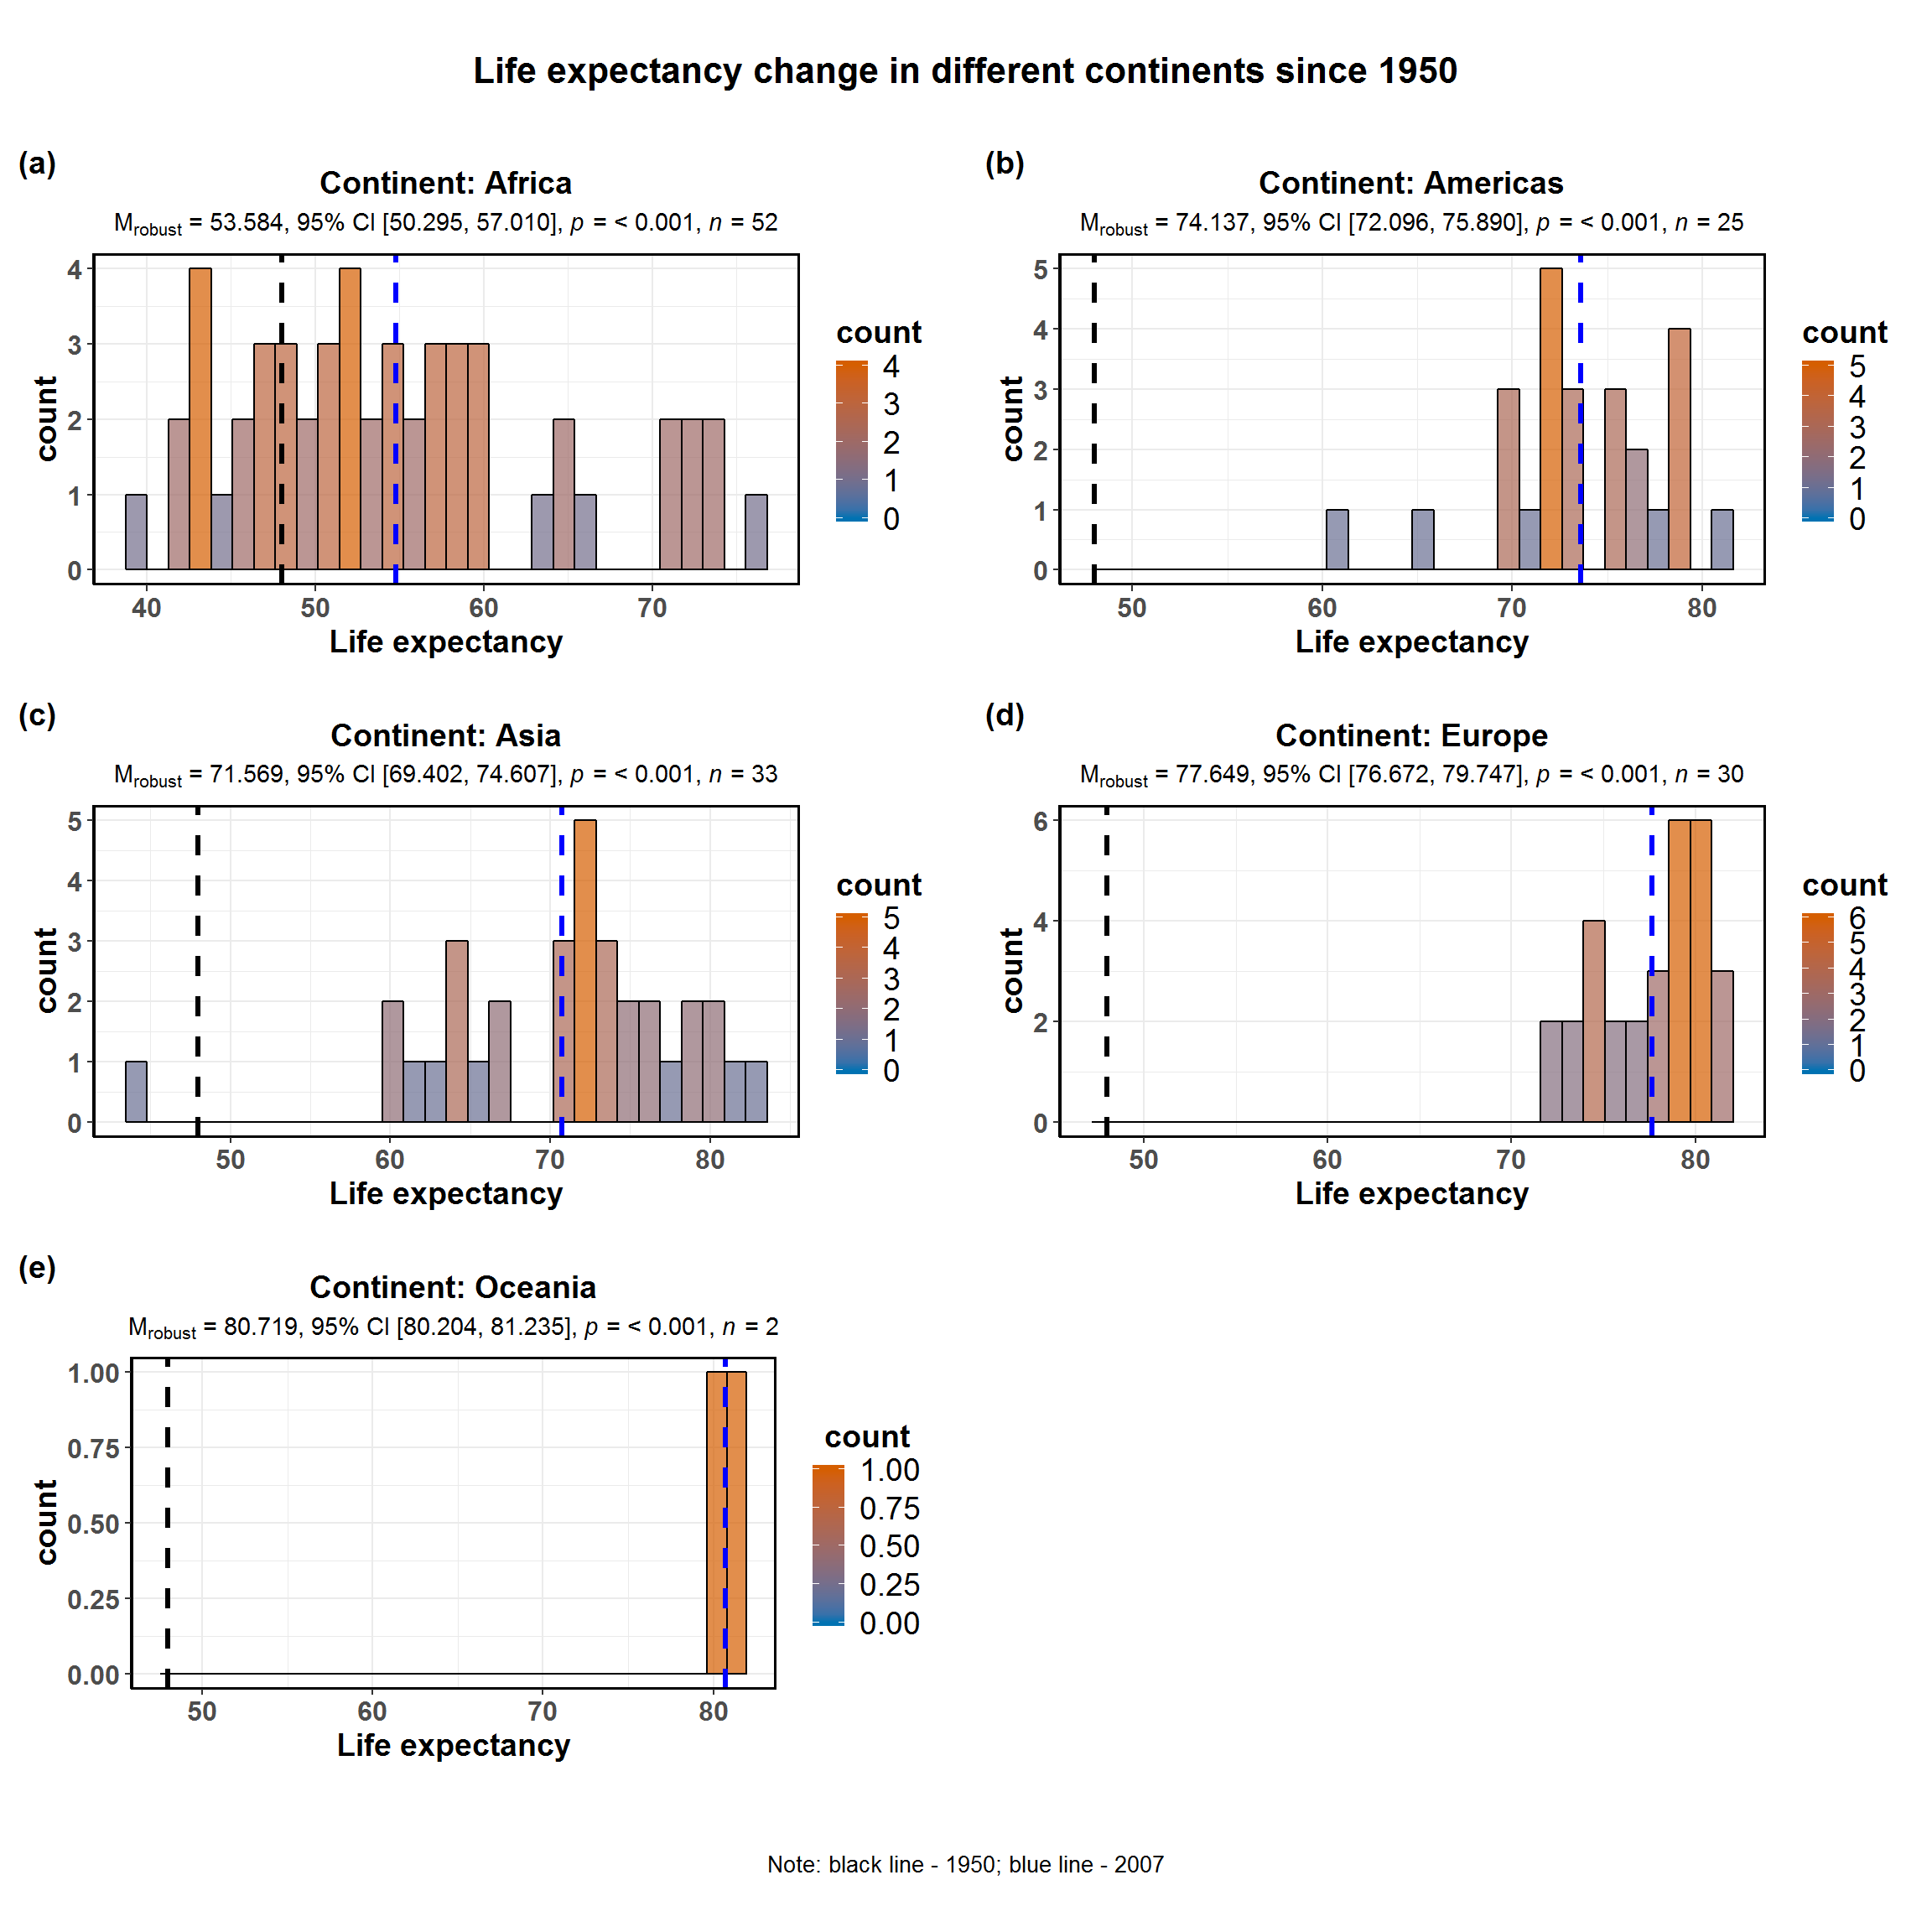 Life expectancy change in different continents since 1950
(a)
Continent: Africa
Mrobust = 53.584, 95% CI [50.295, 57.010], p = < 0.001, n = 52
count
4
3
2
1
0
40 50 60 70
Life expectancy
count
4
3
2
1
0
(b)
Continent: Americas
Mrobust = 74.137, 95% CI [72.096, 75.890], p = < 0.001, n = 25
count
5
4
3
2
1
0
50 60 70 80
Life expectancy
count
5
4
3
2
1
0
(c)
Continent: Asia
Mrobust = 71.569, 95% CI [69.402, 74.607], p = < 0.001, n = 33
count
5
4
3
2
1
0
50 60 70 80
Life expectancy
count
5
4
3
2
1
0
(d)
Continent: Europe
Mrobust = 77.649, 95% CI [76.672, 79.747], p = < 0.001, n = 30
count
6
4
2
0
50 60 70 80
Life expectancy
count
6
5
4
3
2
1
0
(e)
Continent: Oceania
Mrobust = 80.719, 95% CI [80.204, 81.235], p = < 0.001, n = 2
count
1.00
0.75
0.50
0.25
0.00
50 60 70 80
Life expectancy
count
1.00
0.75
0.50
0.25
0.00
Note: black line - 1950; blue line - 2007